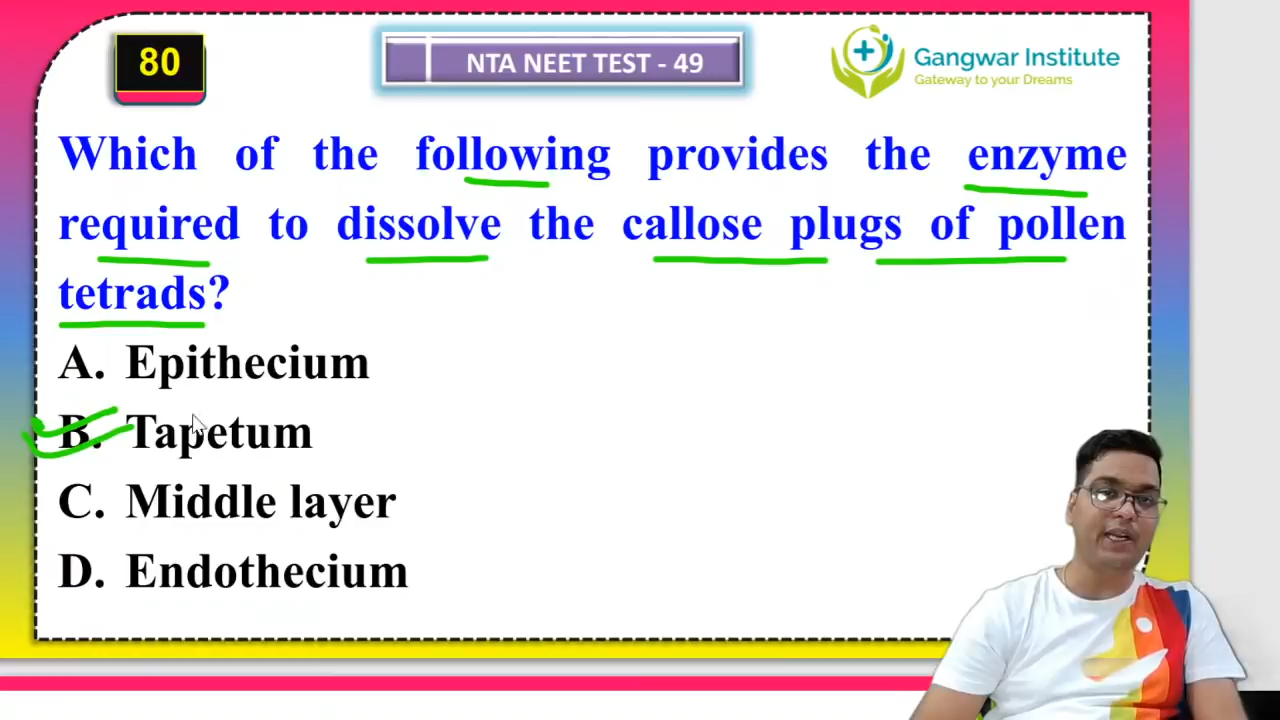 80
NTA NEET TEST - 49
Gangwar Institute
Gateway to your Dreams
Which of the following provides the enzyme
required to dissolve the callose plugs of pollen
tetrads?
A. Epithecium
B. Tapetum
C. Middle layer
D. Endothecium